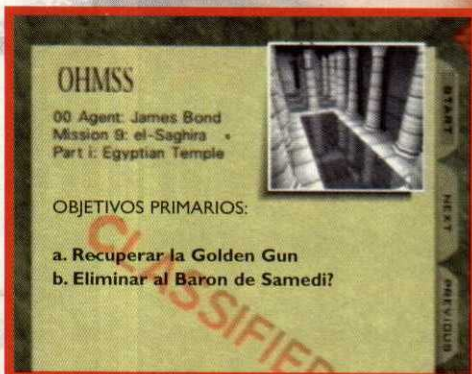 OHMSS
00 Agent: James Bond
Mission 9: el-Saghira
Part i: Egyptian Temple
OBJETIVOS PRIMARIOS:
a. Recuperar la Golden Gun
b. Eliminar al Baron de Samedi?
CLASSIFIED
START
NEXT
PREVIOUS